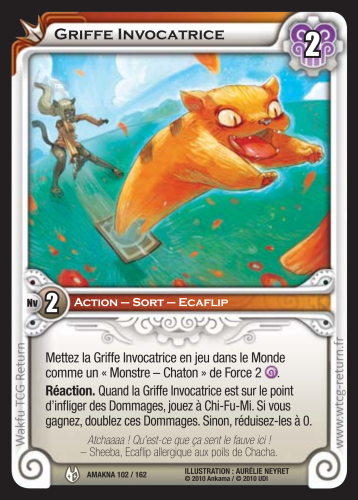 Griffe Invocatrice
2
Nv 2
Action – Sort – Ecaflip
Mettez la Griffe Invocatrice en jeu dans le Monde
comme un « Monstre – Chaton » de Force 2
Réaction. Quand la Griffe Invocatrice est sur le point
d'infliger des Dommages, jouez à Chi-Fu-Mi. Si vous
gagnez, doublez ces Dommages. Sinon, réduisez-les à 0.
Atchaaaa ! Qu'est-ce que ça sent le fauve ici !
– Sheeba, Ecaflip allergique aux poils de Chacha.
AMAKNA 102 / 162
ILLUSTRATION : AURÉLIE NEYRET
© 2010 Ankama / © 2010 UDI
Wakfu TCG Return
www.wtcg-return.fr